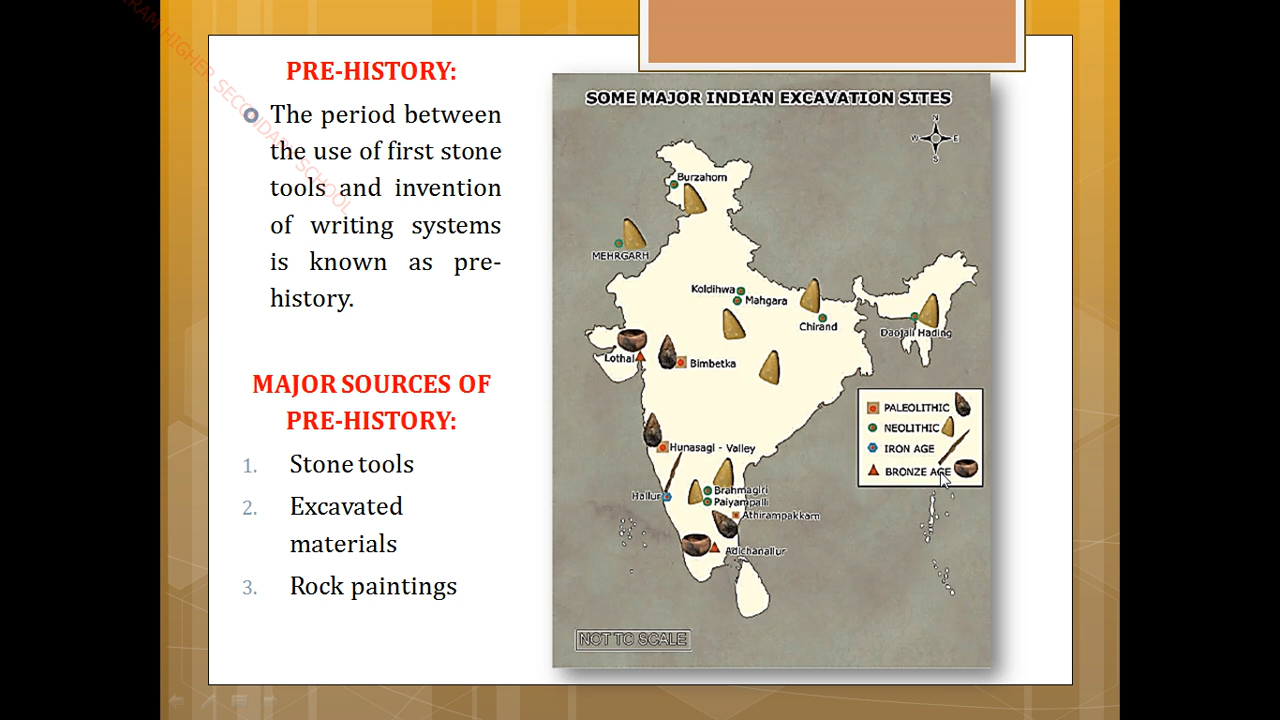 PRE-HISTORY:
The period between
the use of first stone
tools and invention
of writing systems
is known as pre-
history.
MAJOR SOURCES OF
PRE-HISTORY:
1. Stone tools
2. Excavated
materials
3. Rock paintings
SOME MAJOR INDIAN EXCAVATION SITES
N
W E
S
Burzahom
MEHRGARH
Koldihwa
Mahgara
Chirand
Daojali Hading
Lothal
Bimbetka
Hunasagi - Valley
Hallur
Brahmagiri
Paiyampalli
Athirampakkam
Adichanallur
PALEOLITHIC
NEOLITHIC
IRON AGE
BRONZE AGE
NOT TO SCALE
HIGHER SECONDARY SCHOOL